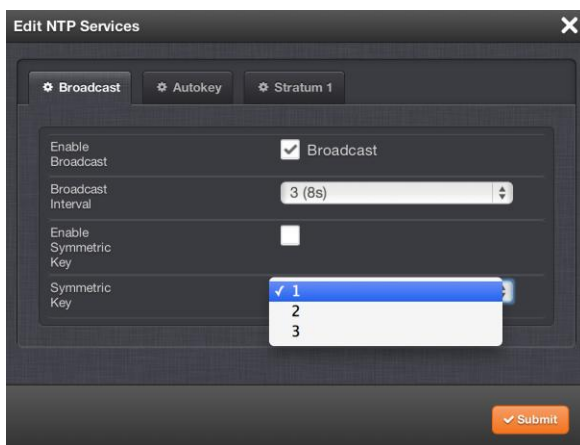 Edit NTP Services
Broadcast
Autokey
Stratum 1
Enable
Broadcast
Broadcast
Broadcast
Interval
3 (8s)
Enable
Symmetric
Key
Symmetric
Key
1
2
3
Submit